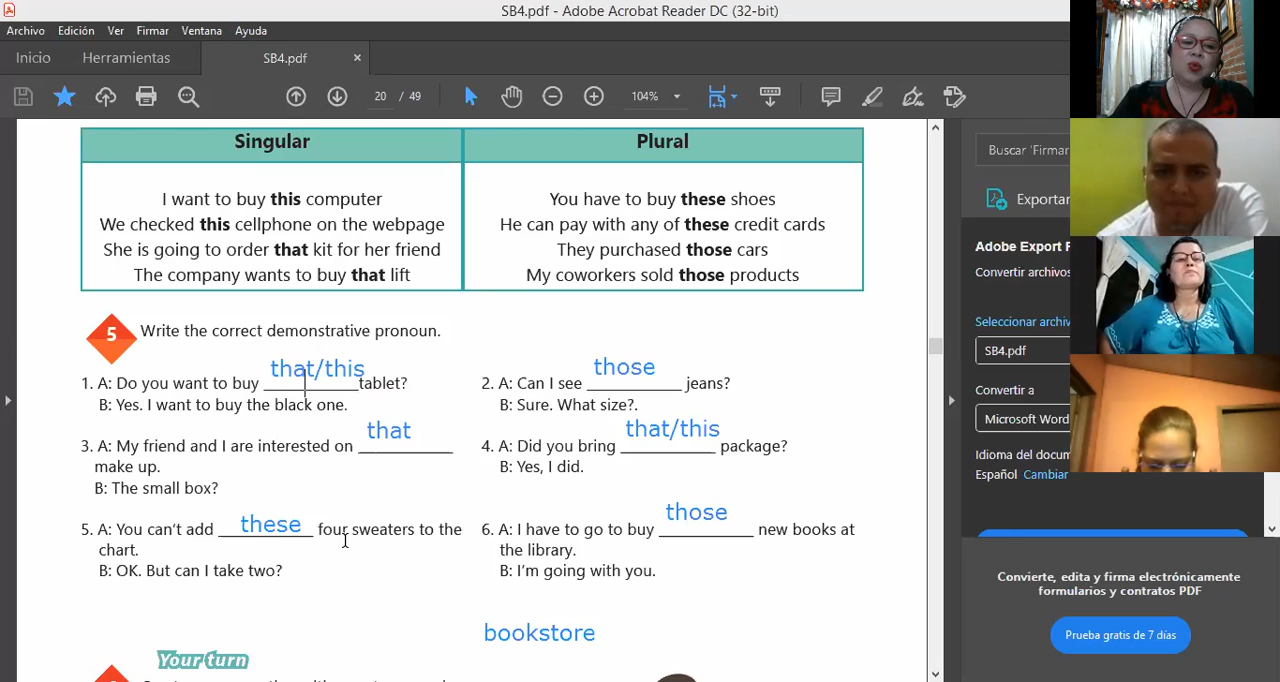 SB4.pdf - Adobe Acrobat Reader DC (32-bit)
Archivo Edición Ver Firmar Ventana Ayuda
Inicio Herramientas SB4.pdf ×
20 / 49 104%
Singular
I want to buy this computer
We checked this cellphone on the webpage
She is going to order that kit for her friend
The company wants to buy that lift
Plural
You have to buy these shoes
He can pay with any of these credit cards
They purchased those cars
My coworkers sold those products
5 Write the correct demonstrative pronoun.
that/this
1. A: Do you want to buy ___________tablet?
B: Yes. I want to buy the black one.
those
2. A: Can I see ___________ jeans?
B: Sure. What size?.
that
3. A: My friend and I are interested on ___________
make up.
B: The small box?
that/this
4. A: Did you bring ___________ package?
B: Yes, I did.
these
5. A: You can't add ___________ four sweaters to the
chart.
B: OK. But can I take two?
those
6. A: I have to go to buy ___________ new books at
the library.
B: I'm going with you.
bookstore
Your turn
Buscar 'Firmar
Exportar
Adobe Export P
Convertir archivos
Seleccionar archiv
SB4.pdf
Convertir a
Microsoft Word
Idioma del docum
Español Cambiar
Convierte, edita y firma electrónicamente
formularios y contratos PDF
Prueba gratis de 7 días